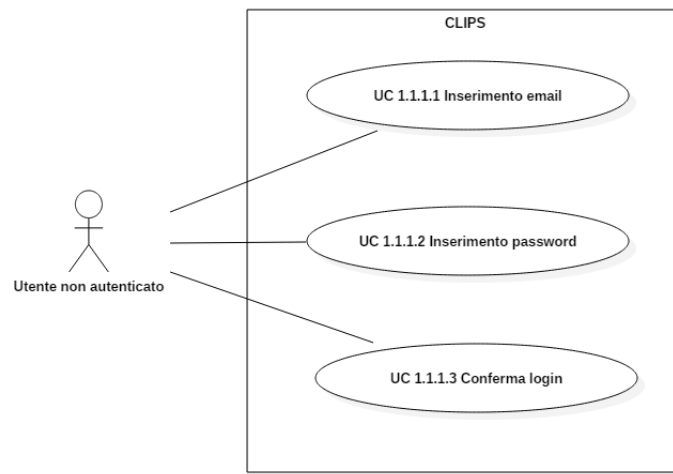 CLIPS
UC 1.1.1.1 Inserimento email
UC 1.1.1.2 Inserimento password
Utente non autenticato
UC 1.1.1.3 Conferma login